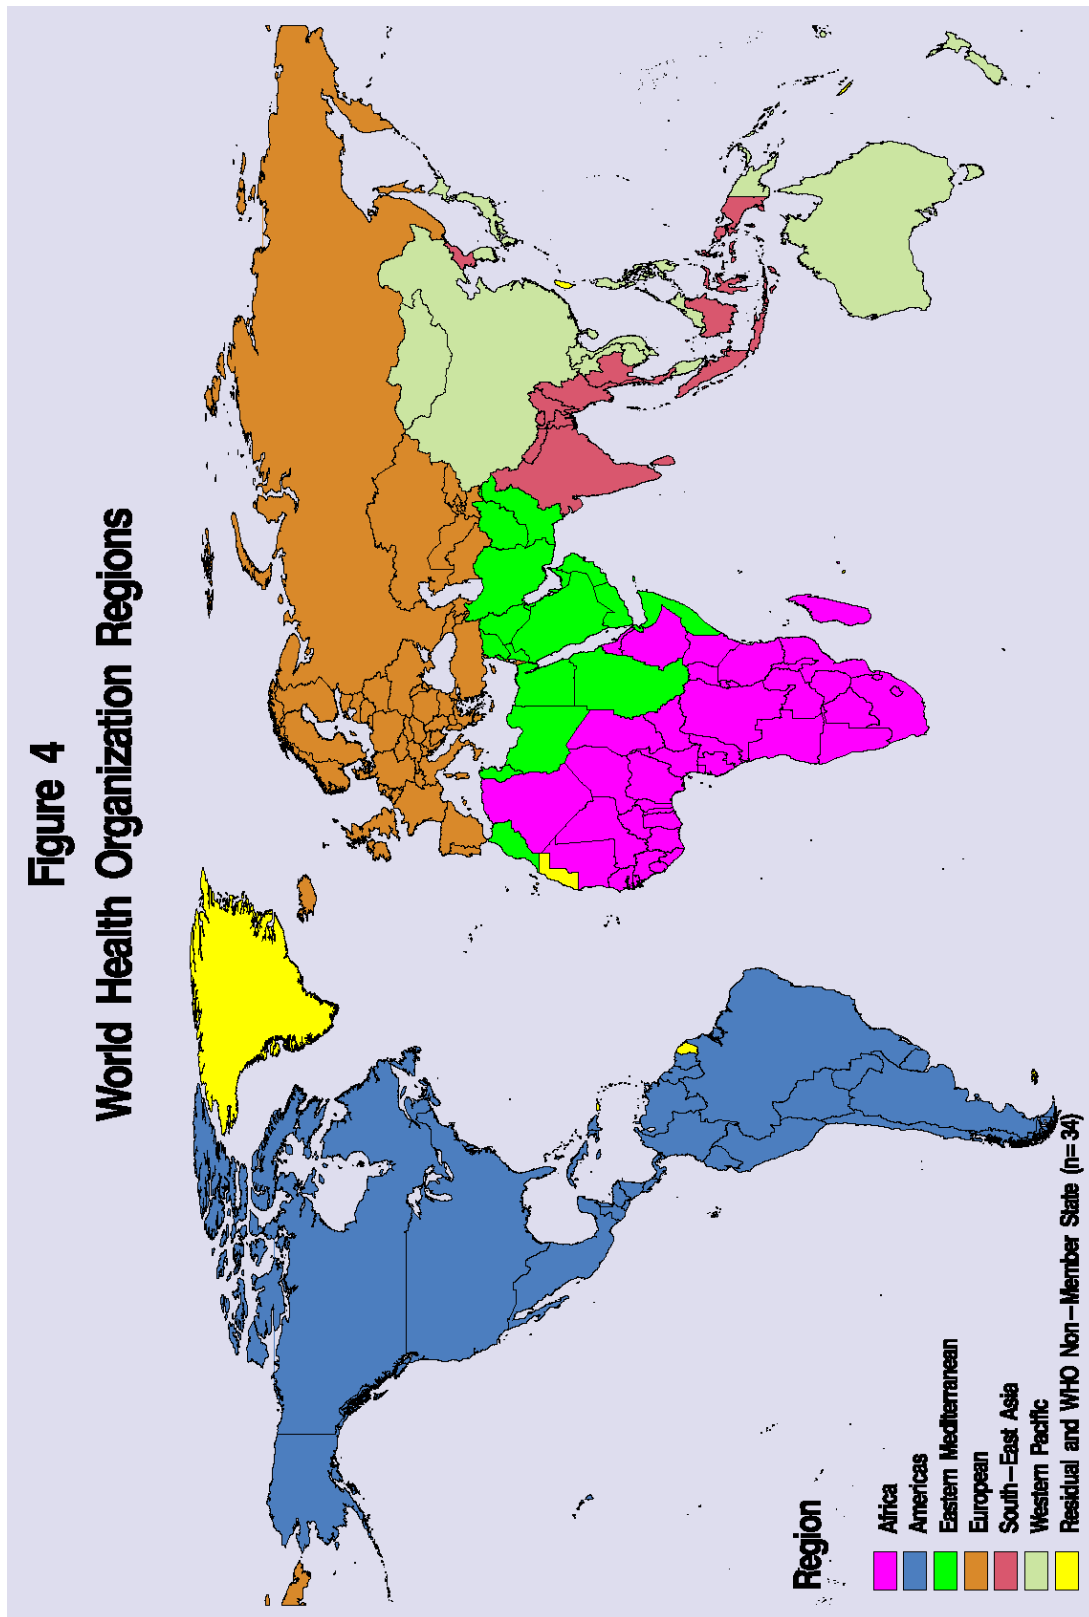 Figure 4
World Health Organization Regions
Region
Africa
Americas
Eastern Mediterranean
European
South-East Asia
Western Pacific
Residual and WHO Non-Member State (n=34)